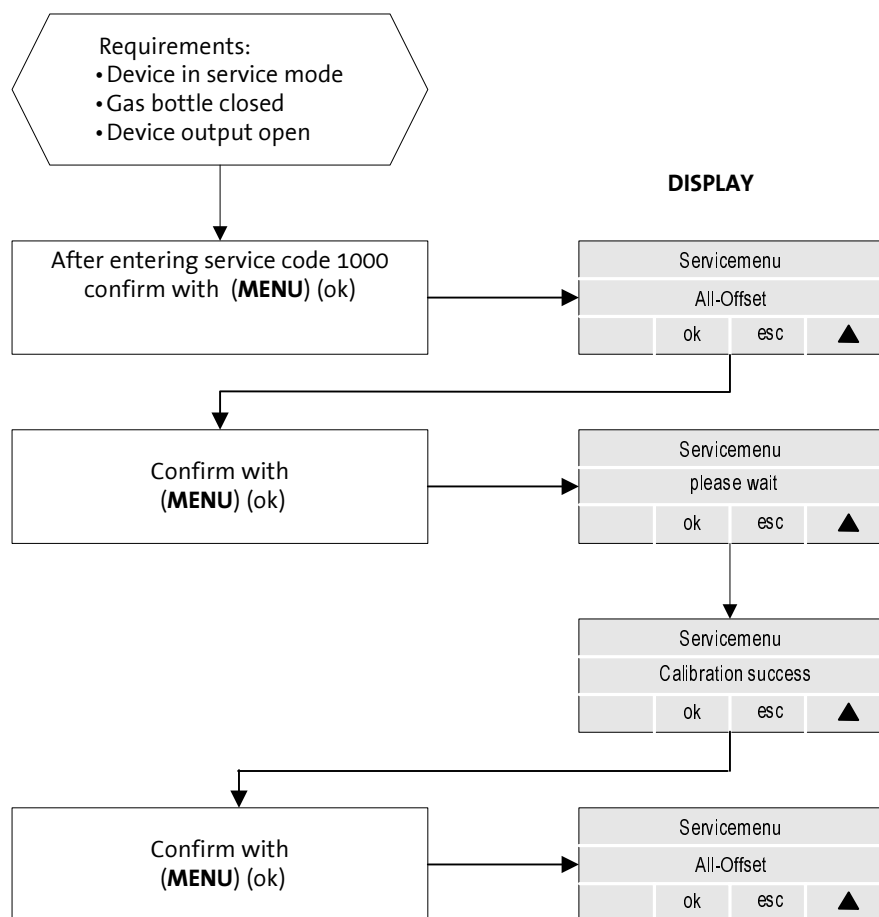 Requirements:
•Device in service mode
•Gas bottle closed
•Device output open
DISPLAY
After entering service code 1000
confirm with (MENU) (ok)
Servicemenu
All-Offset
ok esc ▲
Confirm with
(MENU) (ok)
Servicemenu
please wait
ok esc ▲
Servicemenu
Calibration success
ok esc ▲
Confirm with
(MENU) (ok)
Servicemenu
All-Offset
ok esc ▲